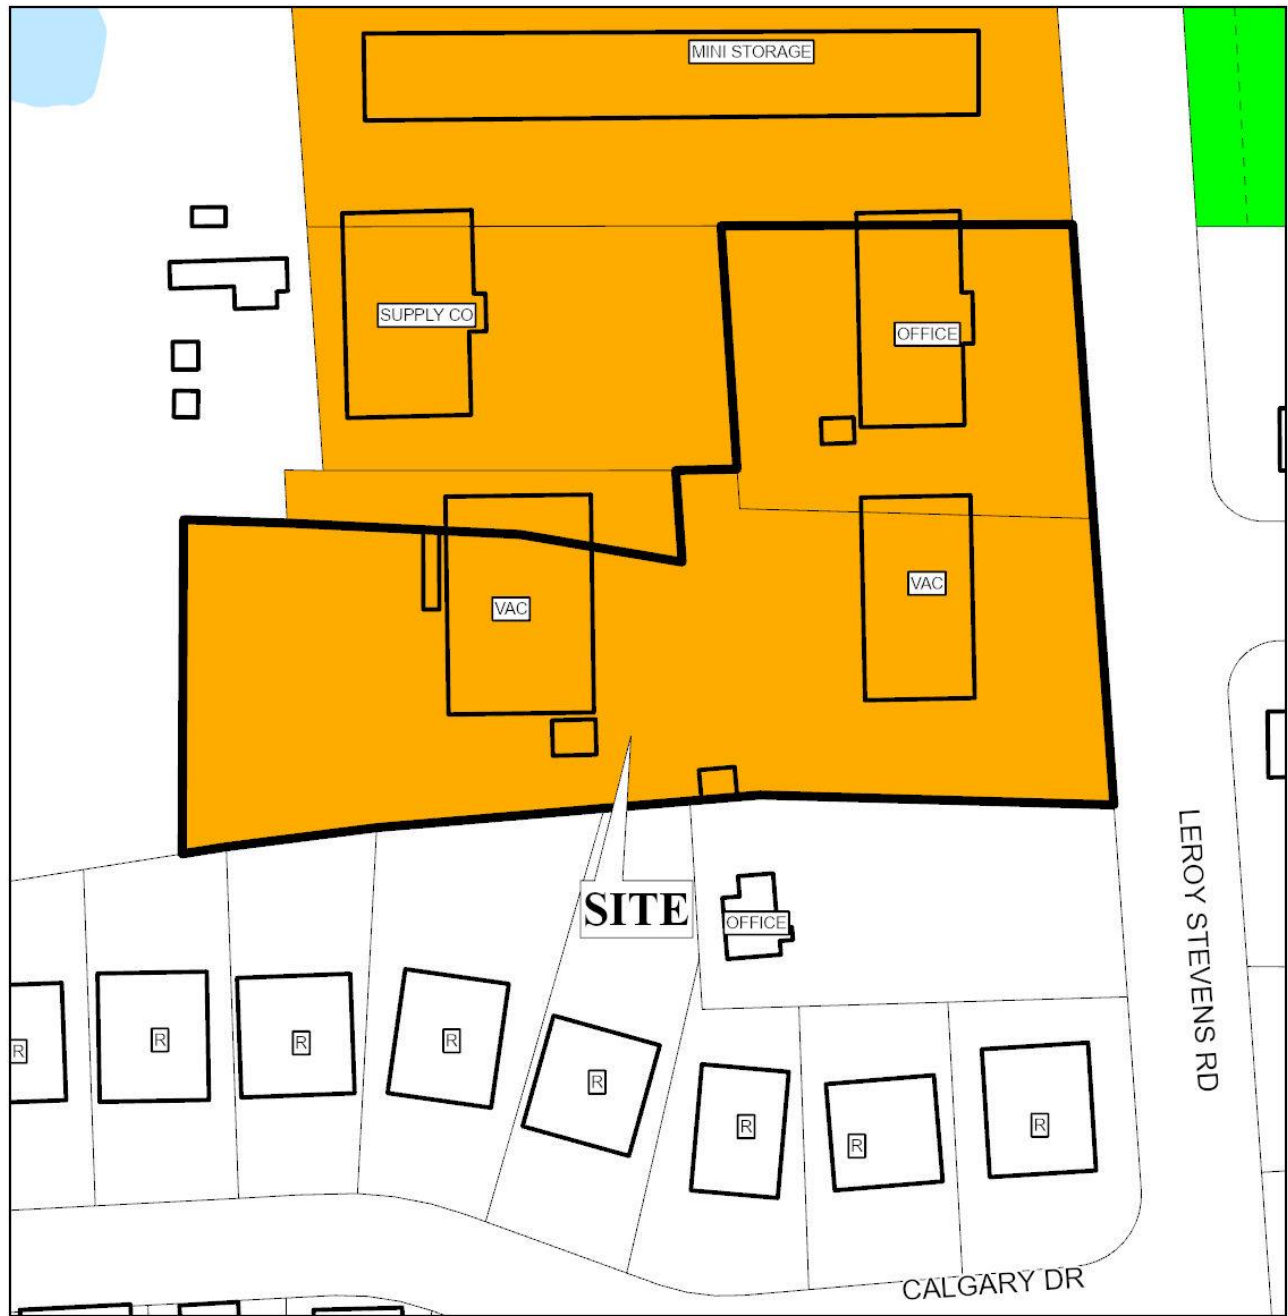 MINI STORAGE
SUPPLY CO
OFFICE
VAC
VAC
SITE
OFFICE
LEROY STEVENS RD
R
R
R
R
R
R
R
R
CALGARY DR